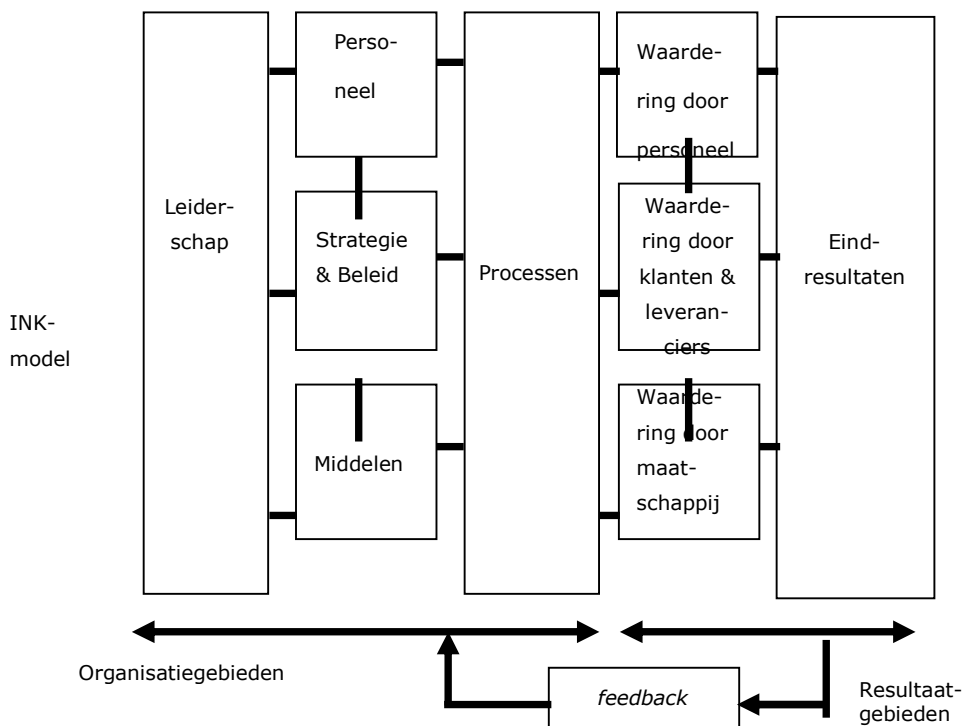 INK-
model
Leider-
schap
Perso-
neel
Strategie
& Beleid
Middelen
Processen
Waarde-
ring door
personeel
Waarde-
ring door
klanten &
leveran-
ciers
Waarde-
ring door
maat-
schappij
Eind-
resultaten
Organisatiegebieden
feedback
Resultaat-
gebieden